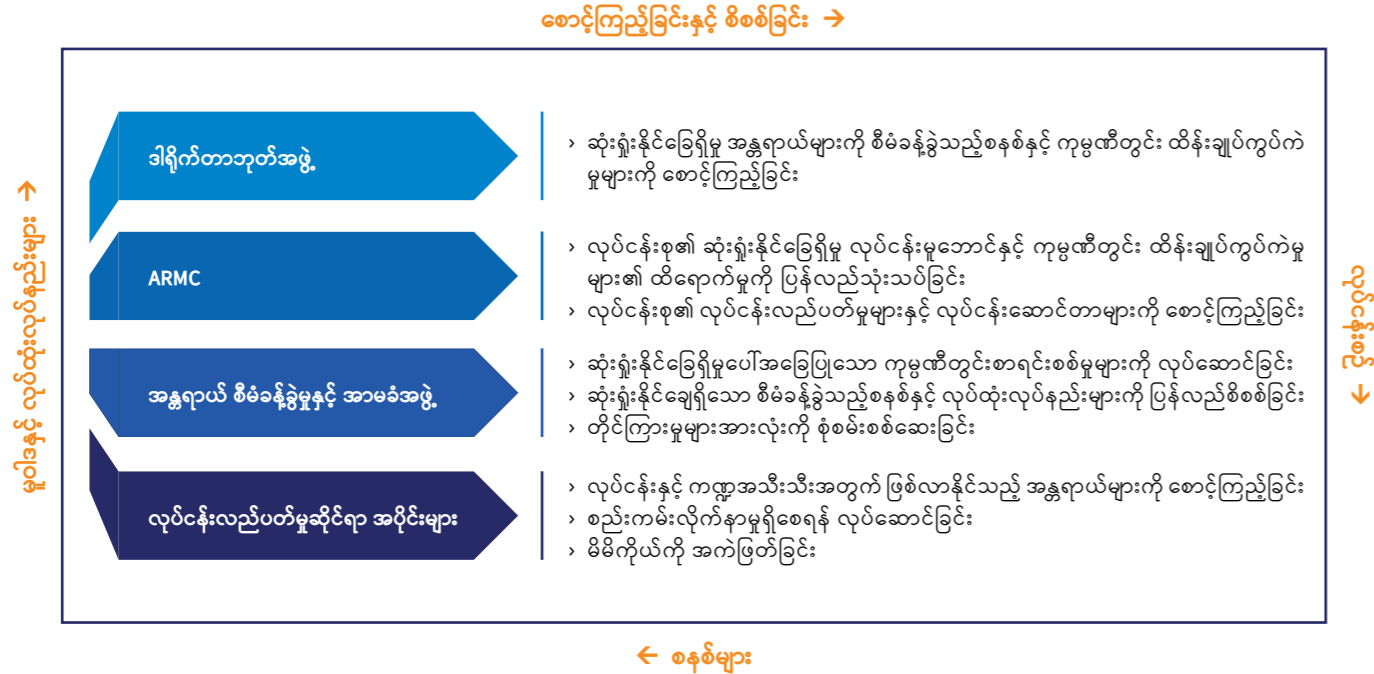 စောင့်ကြည့်ခြင်းနှင့် စိစစ်ခြင်း →
မူဝါဒနှင့် လုပ်ထုံးလုပ်နည်းများ →
ဒါရိုက်တာဘုတ်အဖွဲ့
› ဆုံးရှုံးနိုင်ခြေရှိမှု အန္တရာယ်များကို စီမံခန့်ခွဲသည့်စနစ်နှင့် ကုမ္ပဏီတွင်း ထိန်းချုပ်ကွပ်ကဲ
မှုများကို စောင့်ကြည့်ခြင်း
ARMC
› လုပ်ငန်းစု၏ ဆုံးရှုံးနိုင်ခြေရှိမှု လုပ်ငန်းမူဘောင်နှင့် ကုမ္ပဏီတွင်း ထိန်းချုပ်ကွပ်ကဲမှု
များ၏ ထိရောက်မှုကို ပြန်လည်သုံးသပ်ခြင်း
› လုပ်ငန်းစု၏ လုပ်ငန်းလည်ပတ်မှုများနှင့် လုပ်ငန်းဆောင်တာများကို စောင့်ကြည့်ခြင်း
အန္တရာယ် စီမံခန့်ခွဲမှုနှင့် အာမခံအဖွဲ့
› ဆုံးရှုံးနိုင်ခြေရှိမှုပေါ်အခြေပြုသော ကုမ္ပဏီတွင်းစာရင်းစစ်မှုများကို လုပ်ဆောင်ခြင်း
› ဆုံးရှုံးနိုင်ချေရှိသော စီမံခန့်ခွဲသည့်စနစ်နှင့် လုပ်ထုံးလုပ်နည်းများကို ပြန်လည်စိစစ်ခြင်း
› တိုင်ကြားမှုများအားလုံးကို စုံစမ်းစစ်ဆေးခြင်း
လုပ်ငန်းလည်ပတ်မှုဆိုင်ရာ အပိုင်းများ
› လုပ်ငန်းနှင့် ကဏ္ဍအသီးသီးအတွက် ဖြစ်လာနိုင်သည့် အန္တရာယ်များကို စောင့်ကြည့်ခြင်း
› စည်းကမ်းလိုက်နာမှုရှိစေရန် လုပ်ဆောင်ခြင်း
› မိမိကိုယ်ကို အကဲဖြတ်ခြင်း
လုပ်ငန်းစဉ် →
← စနစ်များ